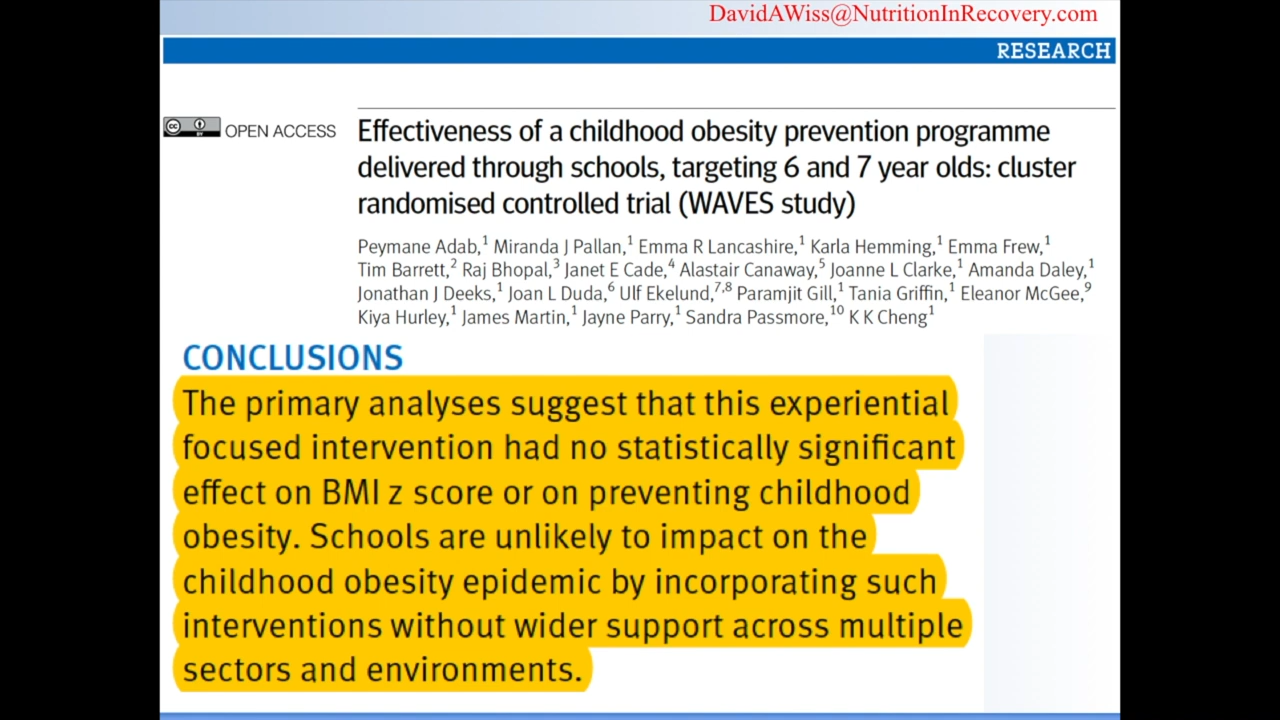 DavidAWiss@NutritionInRecovery.com
RESEARCH
OPEN ACCESS
Effectiveness of a childhood obesity prevention programme
delivered through schools, targeting 6 and 7 year olds: cluster
randomised controlled trial (WAVES study)
Peymane Adab,¹ Miranda J Pallan,¹ Emma R Lancashire,¹ Karla Hemming,¹ Emma Frew,¹
Tim Barrett,² Raj Bhopal,³ Janet E Cade,⁴ Alastair Canaway,⁵ Joanne L Clarke,¹ Amanda Daley,¹
Jonathan J Deeks,¹ Joan L Duda,⁶ Ulf Ekelund,⁷,⁸ Paramjit Gill,¹ Tania Griffin,¹ Eleanor McGee,⁹
Kiya Hurley,¹ James Martin,¹ Jayne Parry,¹ Sandra Passmore,¹⁰ K K Cheng¹
CONCLUSIONS
The primary analyses suggest that this experiential
focused intervention had no statistically significant
effect on BMI z score or on preventing childhood
obesity. Schools are unlikely to impact on the
childhood obesity epidemic by incorporating such
interventions without wider support across multiple
sectors and environments.